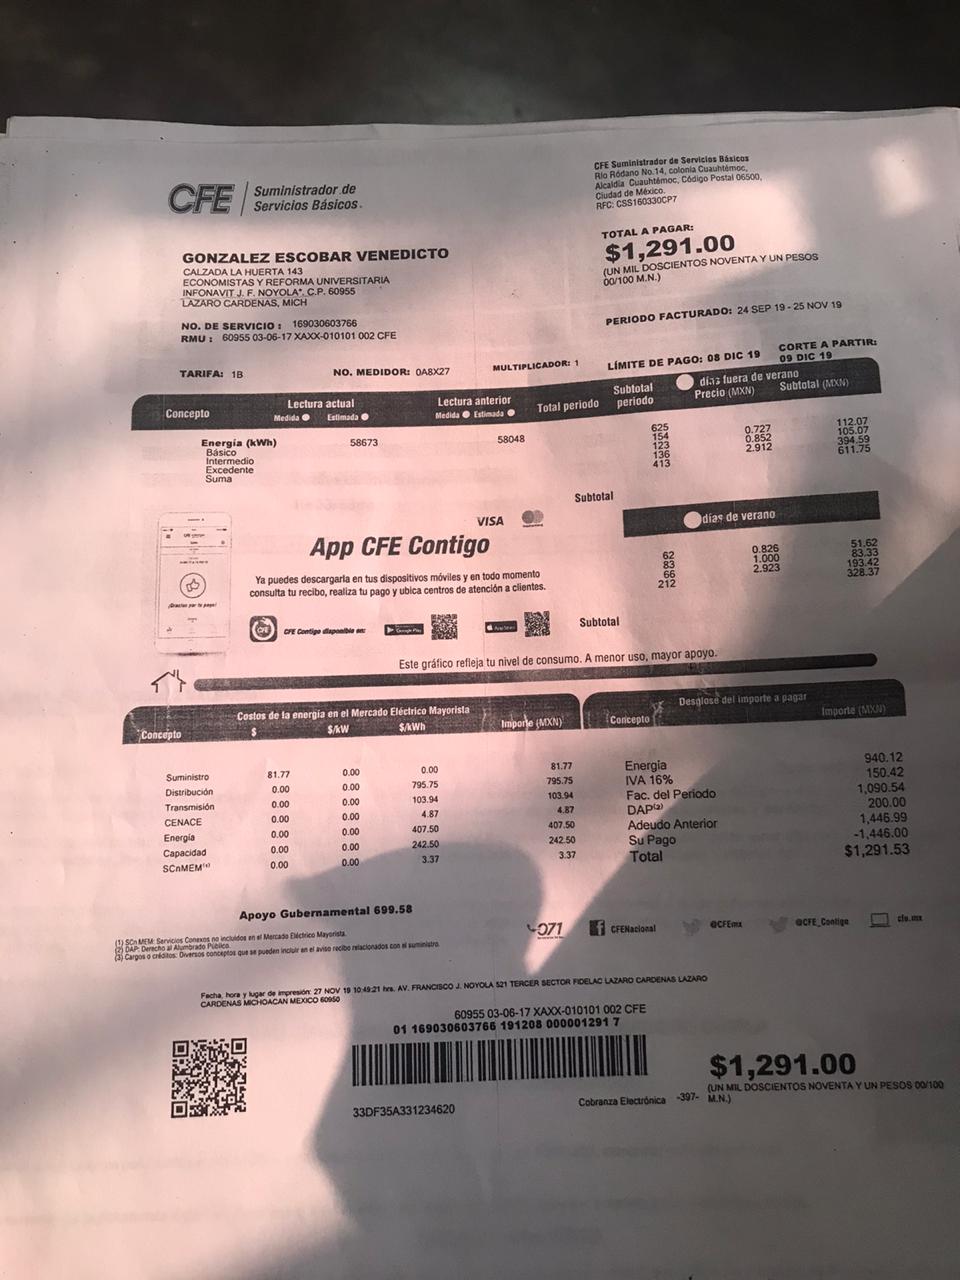 CFE Suministrador de
Servicios Básicos.
CFE Suministrador de Servicios Básicos
Río Ródano No.14, colonia Cuauhtémoc,
Alcaldía Cuauhtémoc, Código Postal 06500,
Ciudad de México.
RFC: CSS160330CP7
TOTAL A PAGAR:
$1,291.00
(UN MIL DOSCIENTOS NOVENTA Y UN PESOS
00/100 M.N.)
GONZALEZ ESCOBAR VENEDICTO
CALZADA LA HUERTA 143
ECONOMISTAS Y REFORMA UNIVERSITARIA
INFONAVIT J. F. NOYOLA*, C.P. 60955
LAZARO CARDENAS, MICH
NO. DE SERVICIO : 169030603766
RMU : 60955 03-06-17 XAXX-010101 002 CFE
PERIODO FACTURADO: 24 SEP 19 - 25 NOV 19
TARIFA: 1B NO. MEDIDOR: 0A8X27 MULTIPLICADOR: 1 LÍMITE DE PAGO: 08 DIC 19 CORTE A PARTIR:
09 DIC 19
Concepto Lectura actual Lectura anterior Total periodo Subtotal periodo días fuera de verano
Medida Estimada Medida Estimada Precio (MXN) Subtotal (MXN)
Energía (kWh) 58673 58048 625
Básico 154 0.727 112.07
Intermedio 123 0.852 105.07
Excedente 136 2.912 394.59
Suma 413 611.75
Subtotal días de verano
62 0.826 51.62
83 1.000 83.33
66 2.923 193.42
212 328.37
Subtotal
VISA
App CFE Contigo
Ya puedes descargarla en tus dispositivos móviles y en todo momento
consulta tu recibo, realiza tu pago y ubica centros de atención a clientes.
¡Gracias por tu pago!
CFE Contigo disponible en: Google Play App Store
Este gráfico refleja tu nivel de consumo. A menor uso, mayor apoyo.
Costos de la energía en el Mercado Eléctrico Mayorista
Concepto $ $/kW $/kWh Importe (MXN)
Suministro 81.77 0.00 0.00 81.77
Distribución 0.00 0.00 795.75 795.75
Transmisión 0.00 0.00 103.94 103.94
CENACE 0.00 0.00 4.87 4.87
Energía 0.00 0.00 407.50 407.50
Capacidad 0.00 0.00 242.50 242.50
SCnMEM(1) 0.00 0.00 3.37 3.37
Desglose del importe a pagar
Concepto Importe (MXN)
Energía 940.12
IVA 16% 150.42
Fac. del Periodo 1,090.54
DAP(2) 200.00
Adeudo Anterior 1,446.99
Su Pago -1,446.00
Total $1,291.53
Apoyo Gubernamental 699.58
(1) SCnMEM: Servicios Conexos no incluidos en el Mercado Eléctrico Mayorista.
(2) DAP: Derecho al Alumbrado Público.
(3) Cargos o créditos: Diversos conceptos que se pueden incluir en el aviso recibo relacionados con el suministro.
071 CFENacional @CFEmx @CFE_Contigo cfe.mx
Fecha, hora y lugar de impresión: 27 NOV 19 10:49:21 hrs. AV. FRANCISCO J. NOYOLA 521 TERCER SECTOR FIDELAC LAZARO CARDENAS LAZARO
CARDENAS MICHOACAN MEXICO 60950
60955 03-06-17 XAXX-010101 002 CFE
01 169030603766 191208 000001291 7
33DF35A331234620
Cobranza Electrónica -397-
$1,291.00
(UN MIL DOSCIENTOS NOVENTA Y UN PESOS 00/100
M.N.)